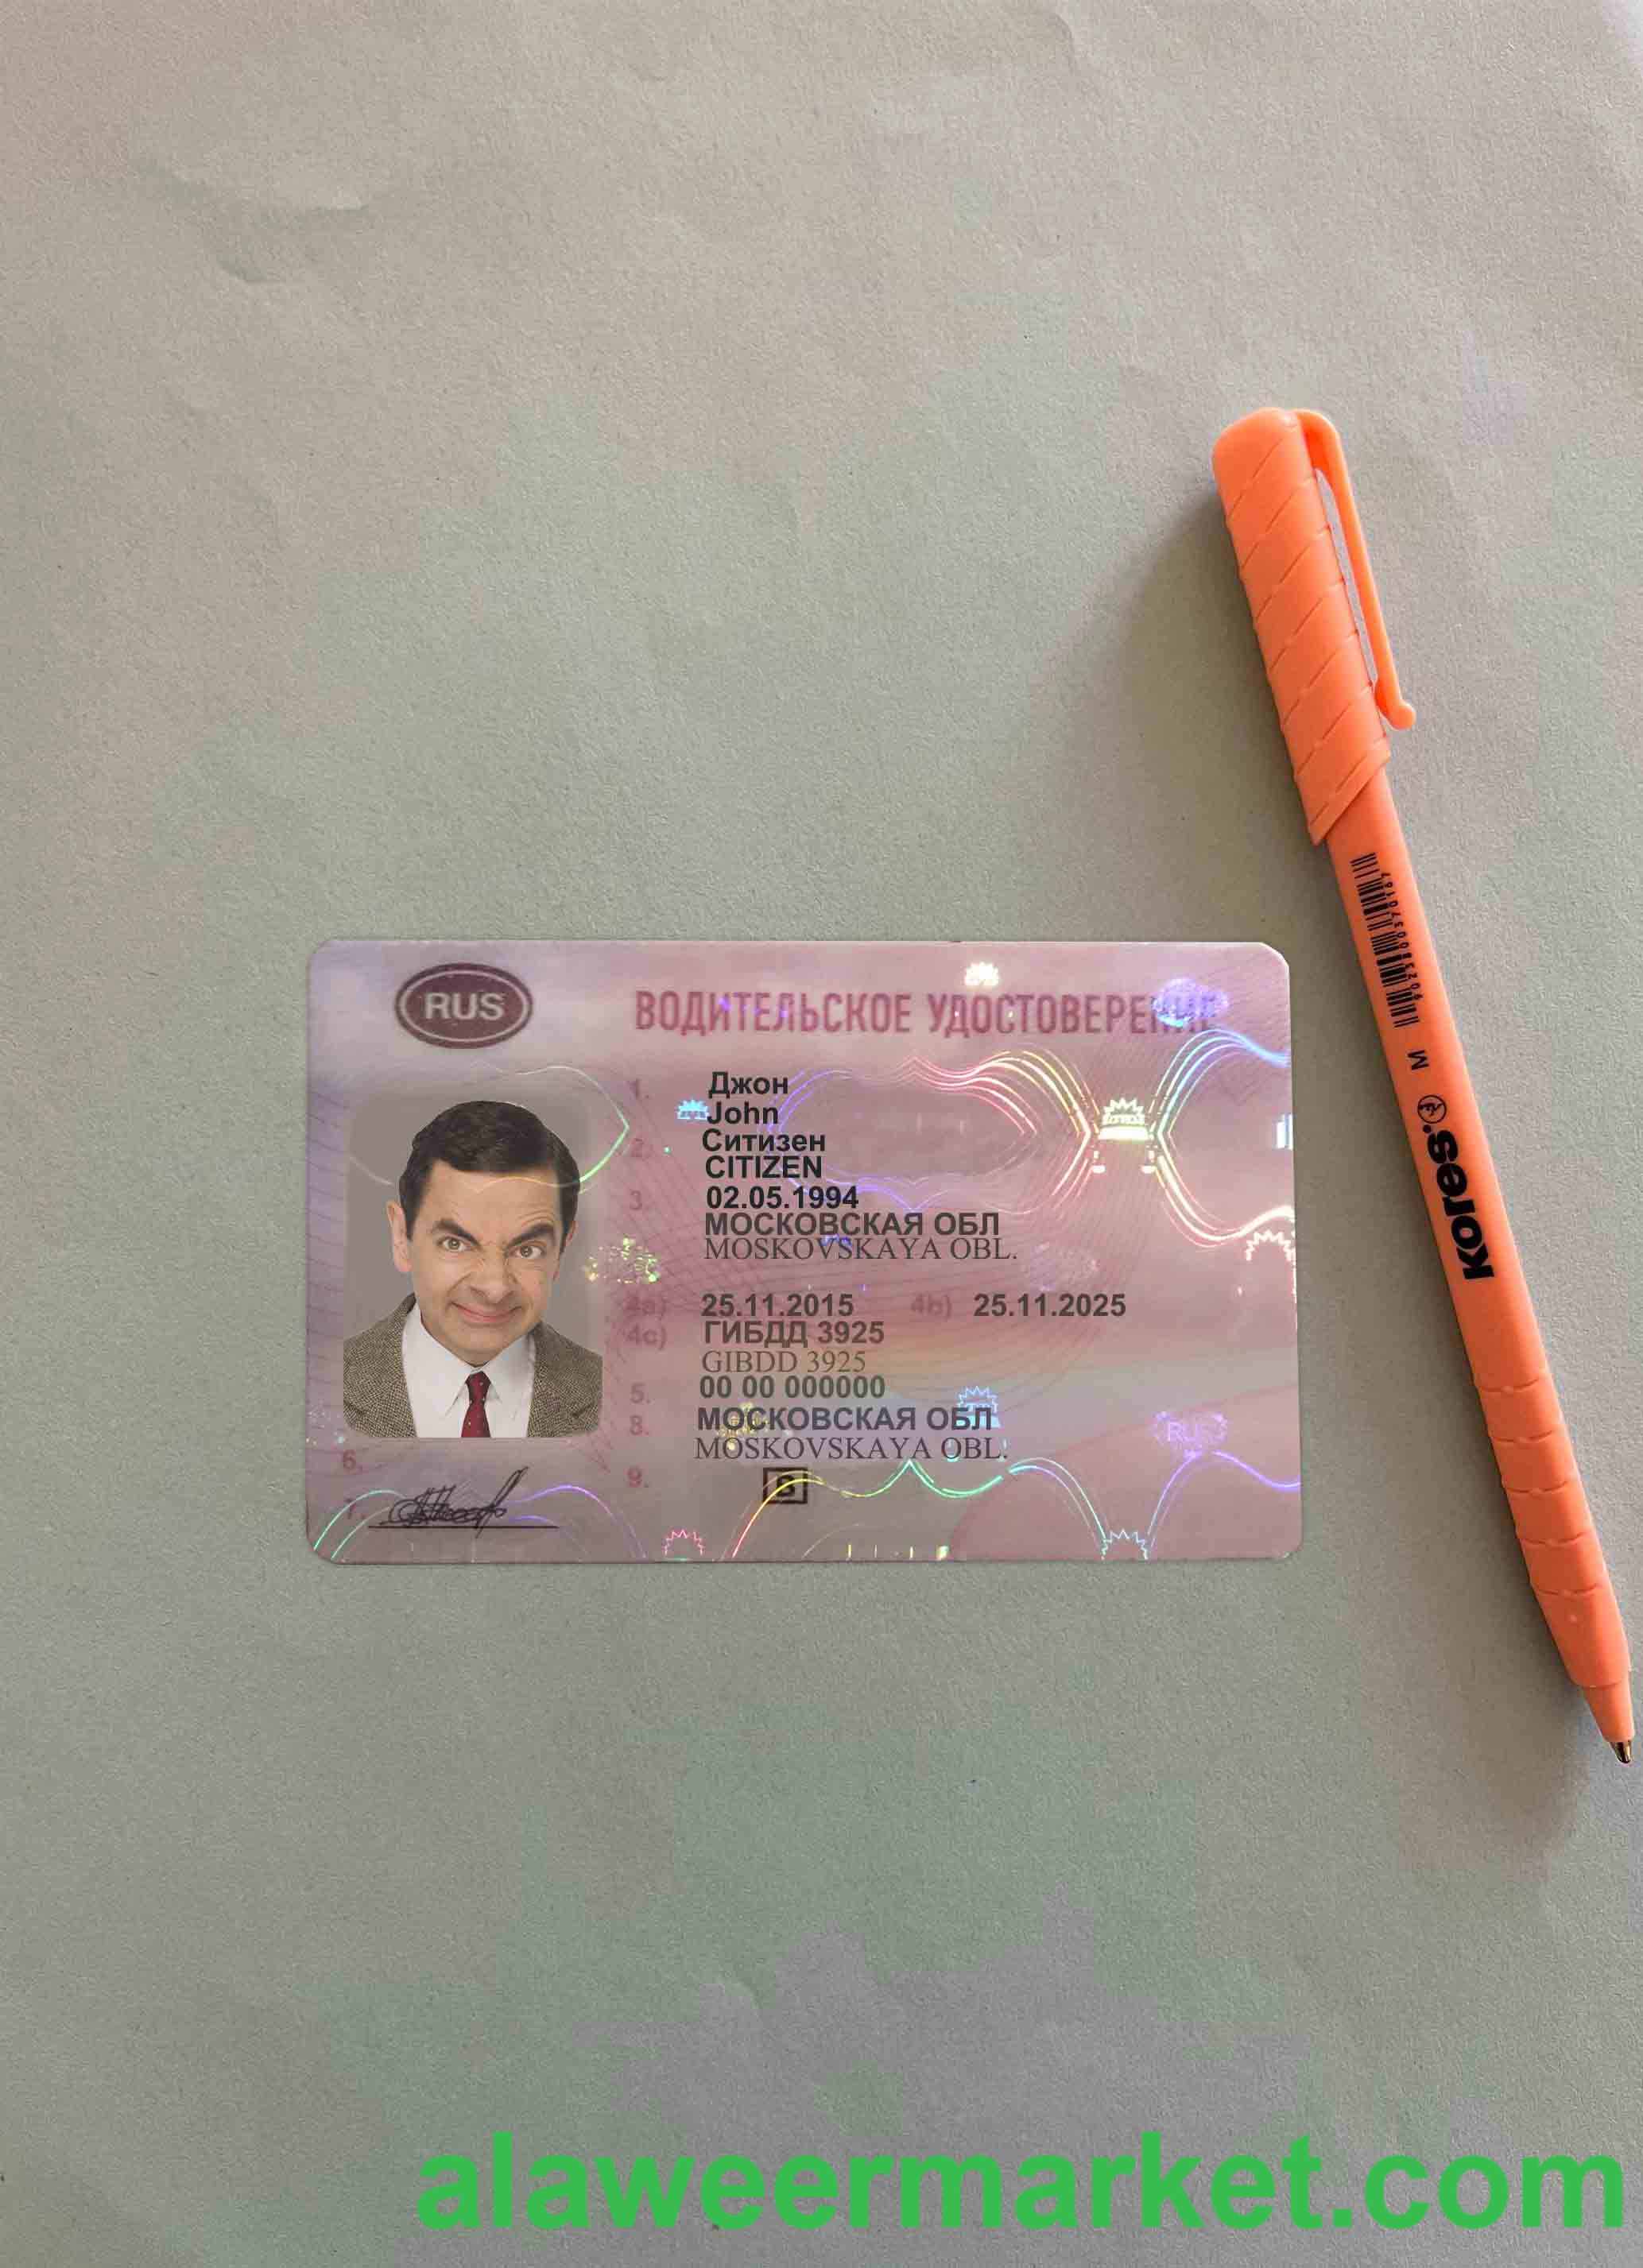 RUS
ВОДИТЕЛЬСКОЕ УДОСТОВЕРЕНИЕ
1. Джон
John
2. Ситизен
CITIZEN
3. 02.05.1994
МОСКОВСКАЯ ОБЛ
MOSKOVSKAYA OBL.
4a) 25.11.2015 4b) 25.11.2025
4c) ГИБДД 3925
GIBDD 3925
5. 00 00 000000
8. МОСКОВСКАЯ ОБЛ
MOSKOVSKAYA OBL.
6.
7.
9.
RUS
M
Kores
alaweermarket.com